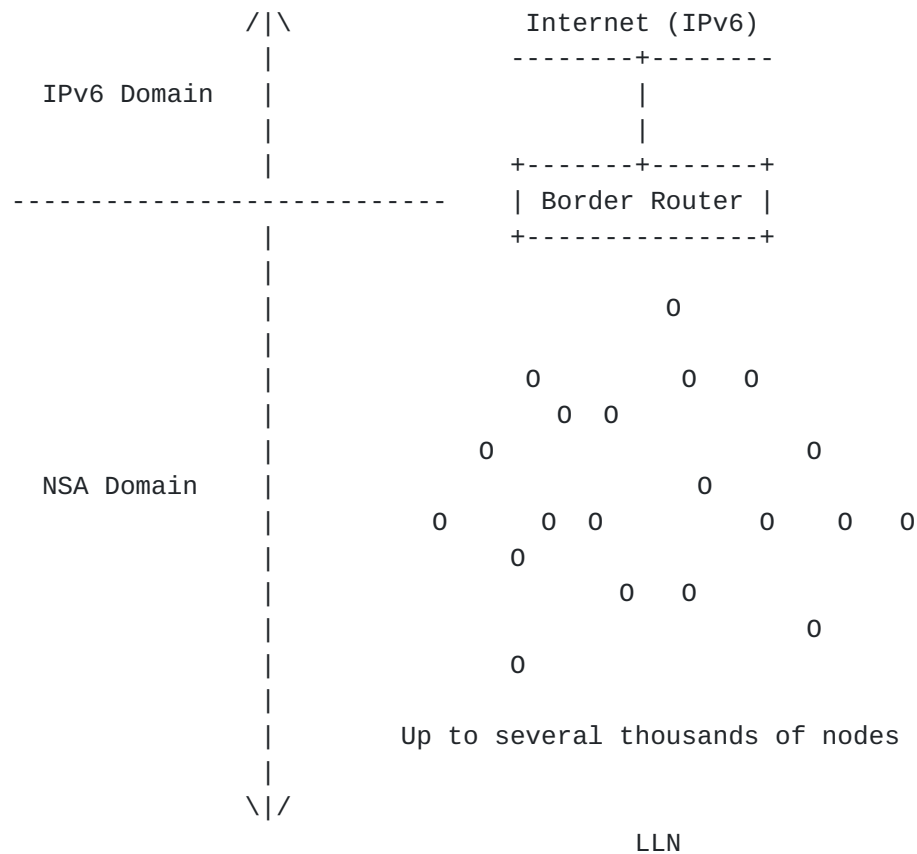 Internet (IPv6)
IPv6 Domain
Border Router
NSA Domain
Up to several thousands of nodes
LLN